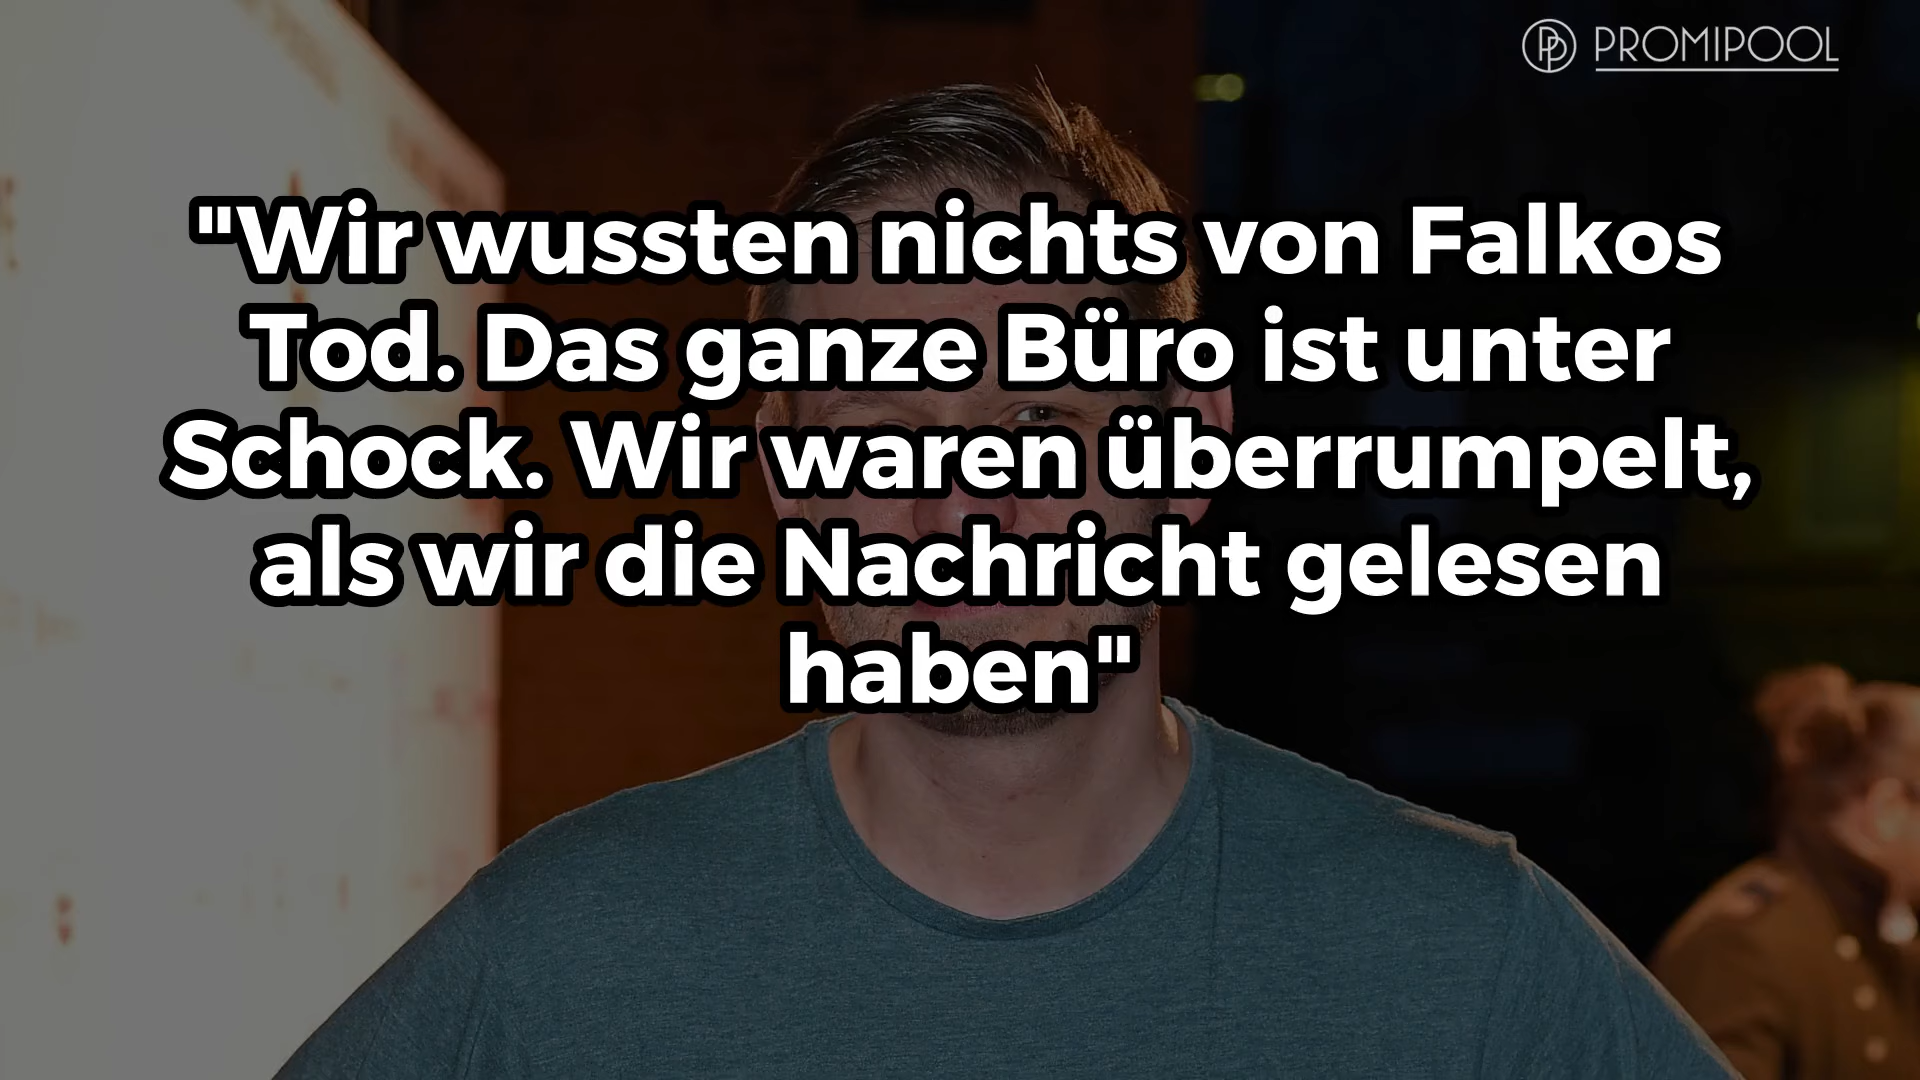 PROMIPOOL
"Wir wussten nichts von Falkos
Tod. Das ganze Büro ist unter
Schock. Wir waren überrumpelt,
als wir die Nachricht gelesen
haben"